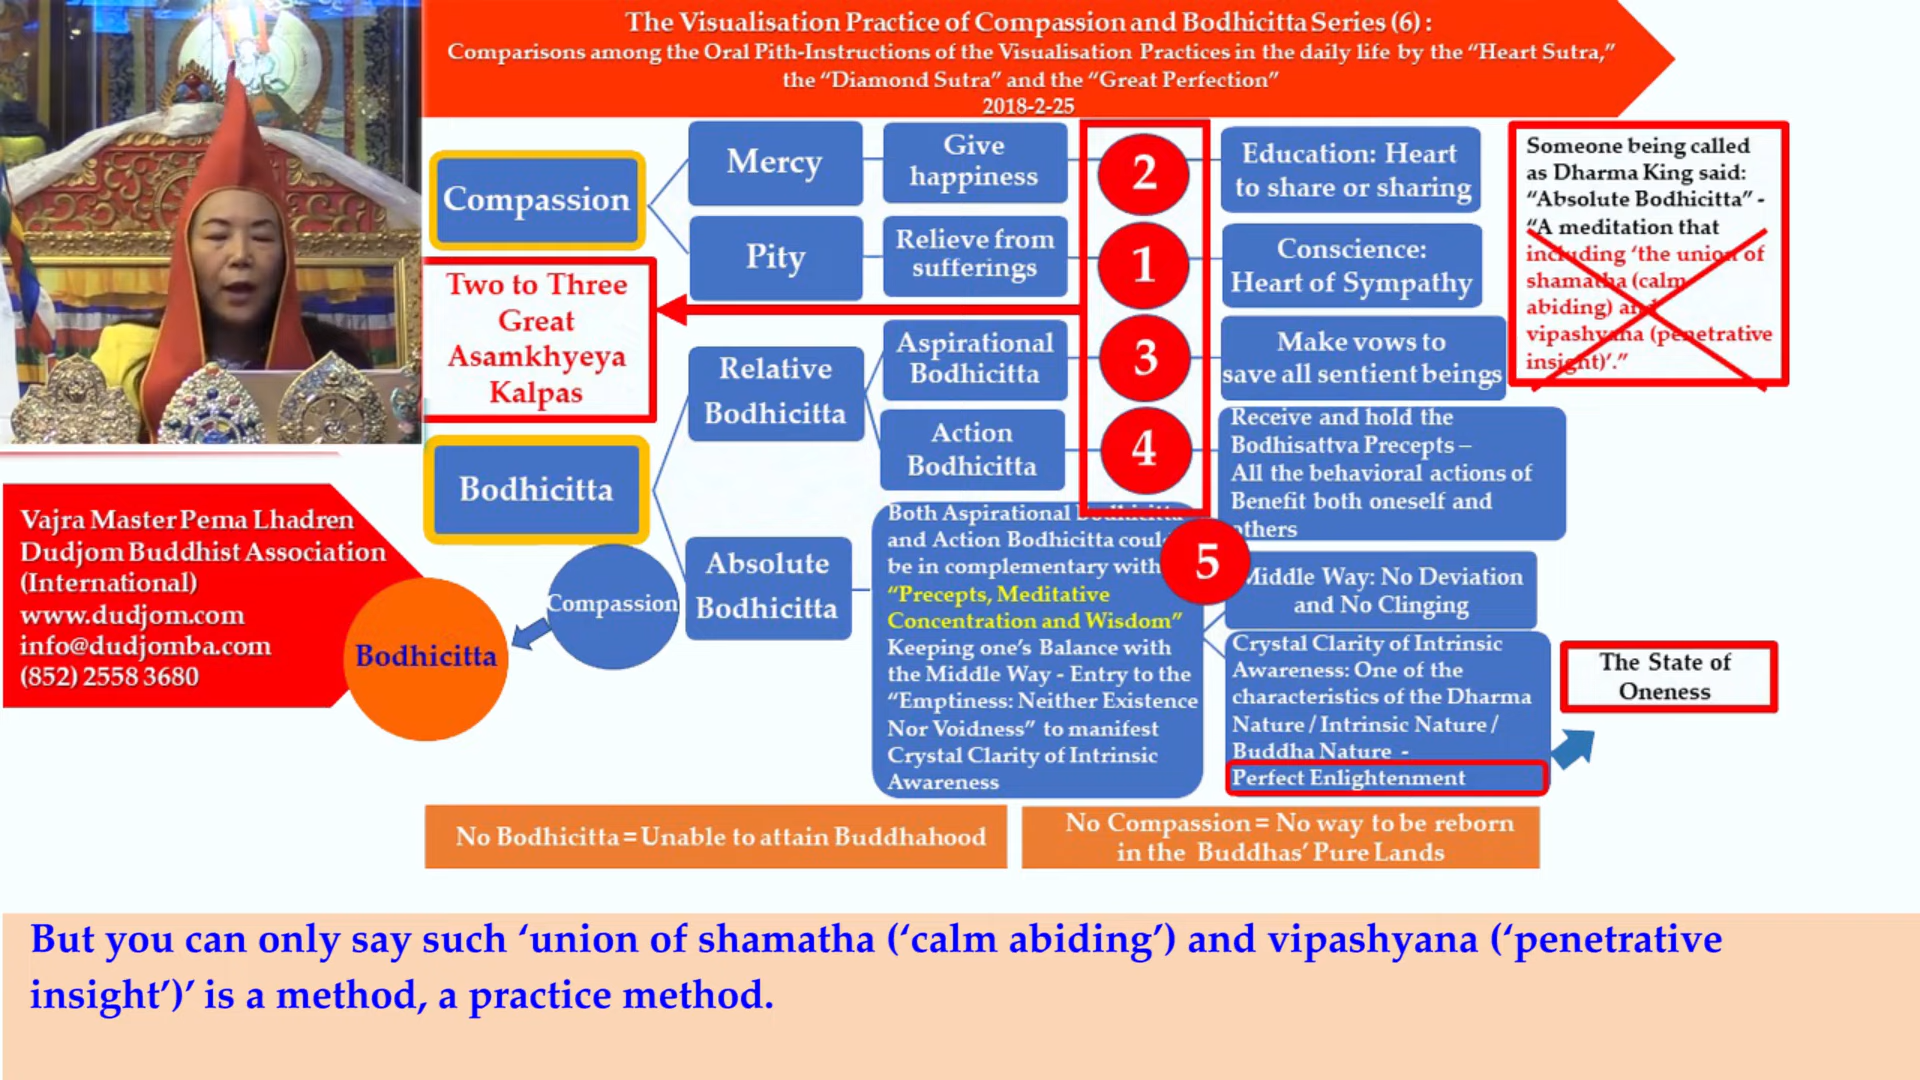 The Visualisation Practice of Compassion and Bodhicitta Series (6) :
Comparisons among the Oral Pith-Instructions of the Visualisation Practices in the daily life by the “Heart Sutra,”
the “Diamond Sutra” and the “Great Perfection”
2018-2-25
Compassion
Mercy
Give
happiness
2
Education: Heart
to share or sharing
Pity
Relieve from
sufferings
1
Conscience:
Heart of Sympathy
Someone being called
as Dharma King said:
“Absolute Bodhicitta” -
“A meditation that
including ‘the union of
shamatha (calm
abiding) and
vipashyana (penetrative
insight)’.”
Two to Three
Great
Asamkhyeya
Kalpas
Bodhicitta
Relative
Bodhicitta
Aspirational
Bodhicitta
3
Make vows to
save all sentient beings
Action
Bodhicitta
4
Receive and hold the
Bodhisattva Precepts –
All the behavioral actions of
Benefit both oneself and
others
Absolute
Bodhicitta
Both Aspirational Bodhicitta
and Action Bodhicitta could
be in complementary with
“Precepts, Meditative
Concentration and Wisdom”
Keeping one’s Balance with
the Middle Way - Entry to the
“Emptiness: Neither Existence
Nor Voidness” to manifest
Crystal Clarity of Intrinsic
Awareness
5
Middle Way: No Deviation
and No Clinging
Crystal Clarity of Intrinsic
Awareness: One of the
characteristics of the Dharma
Nature / Intrinsic Nature /
Buddha Nature -
Perfect Enlightenment
The State of
Oneness
Vajra Master Pema Lhadren
Dudjom Buddhist Association
(International)
www.dudjom.com
info@dudjomba.com
(852) 2558 3680
Compassion
Bodhicitta
No Bodhicitta = Unable to attain Buddhahood
No Compassion = No way to be reborn
in the Buddhas’ Pure Lands
But you can only say such ‘union of shamatha (‘calm abiding’) and vipashyana (‘penetrative
insight’)’ is a method, a practice method.